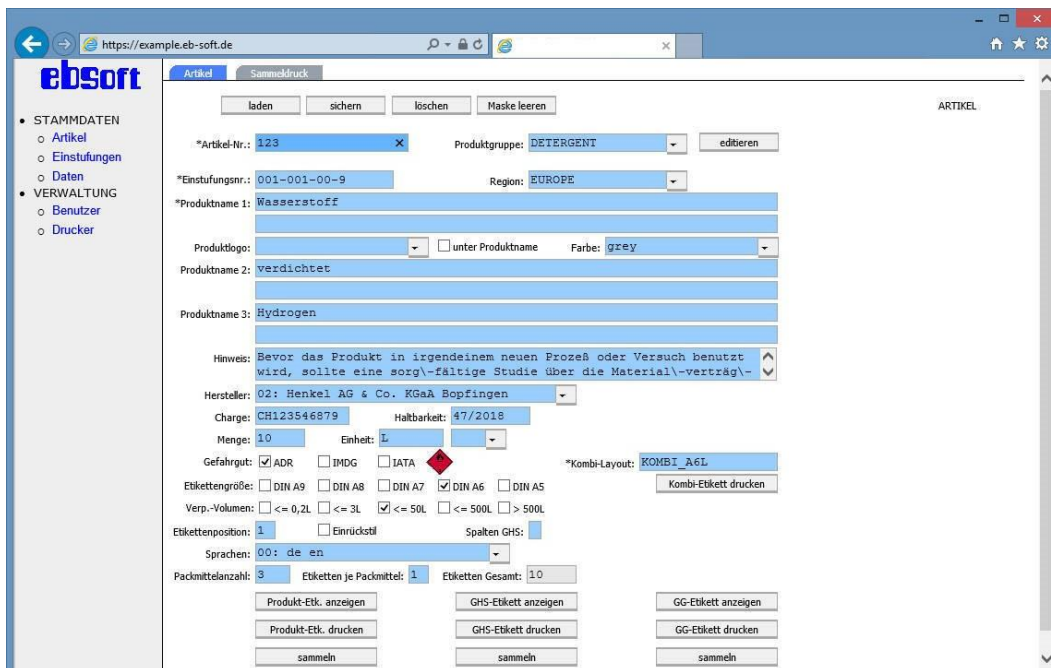 https://example.eb-soft.de
ebsoft
Artikel Sammeldruck
laden sichern löschen Maske leeren ARTIKEL
STAMMDATEN
Artikel
Einstufungen
Daten
VERWALTUNG
Benutzer
Drucker
*Artikel-Nr.: 123 Produktgruppe: DETERGENT editieren
*Einstufungsnr.: 001-001-00-9 Region: EUROPE
*Produktname 1: Wasserstoff
Produktlogo: unter Produktname Farbe: grey
Produktname 2: verdichtet
Produktname 3: Hydrogen
Hinweis: Bevor das Produkt in irgendeinem neuen Prozeß oder Versuch benutzt
wird, sollte eine sorg\-fältige Studie über die Material\-verträg\-
Hersteller: 02: Henkel AG & Co. KGaA Bopfingen
Charge: CH123546879 Haltbarkeit: 47/2018
Menge: 10 Einheit: L
Gefahrgut: ADR IMDG IATA *Kombi-Layout: KOMBI_A6L
Etikettengröße: DIN A9 DIN A8 DIN A7 DIN A6 DIN A5 Kombi-Etikett drucken
Verp.-Volumen: <= 0,2L <= 3L <= 50L <= 500L > 500L
Etikettenposition: 1 Einrückstil Spalten GHS:
Sprachen: 00: de en
Packmittelanzahl: 3 Etiketten je Packmittel: 1 Etiketten Gesamt: 10
Produkt-Etk. anzeigen GHS-Etikett anzeigen GG-Etikett anzeigen
Produkt-Etk. drucken GHS-Etikett drucken GG-Etikett drucken
sammeln sammeln sammeln